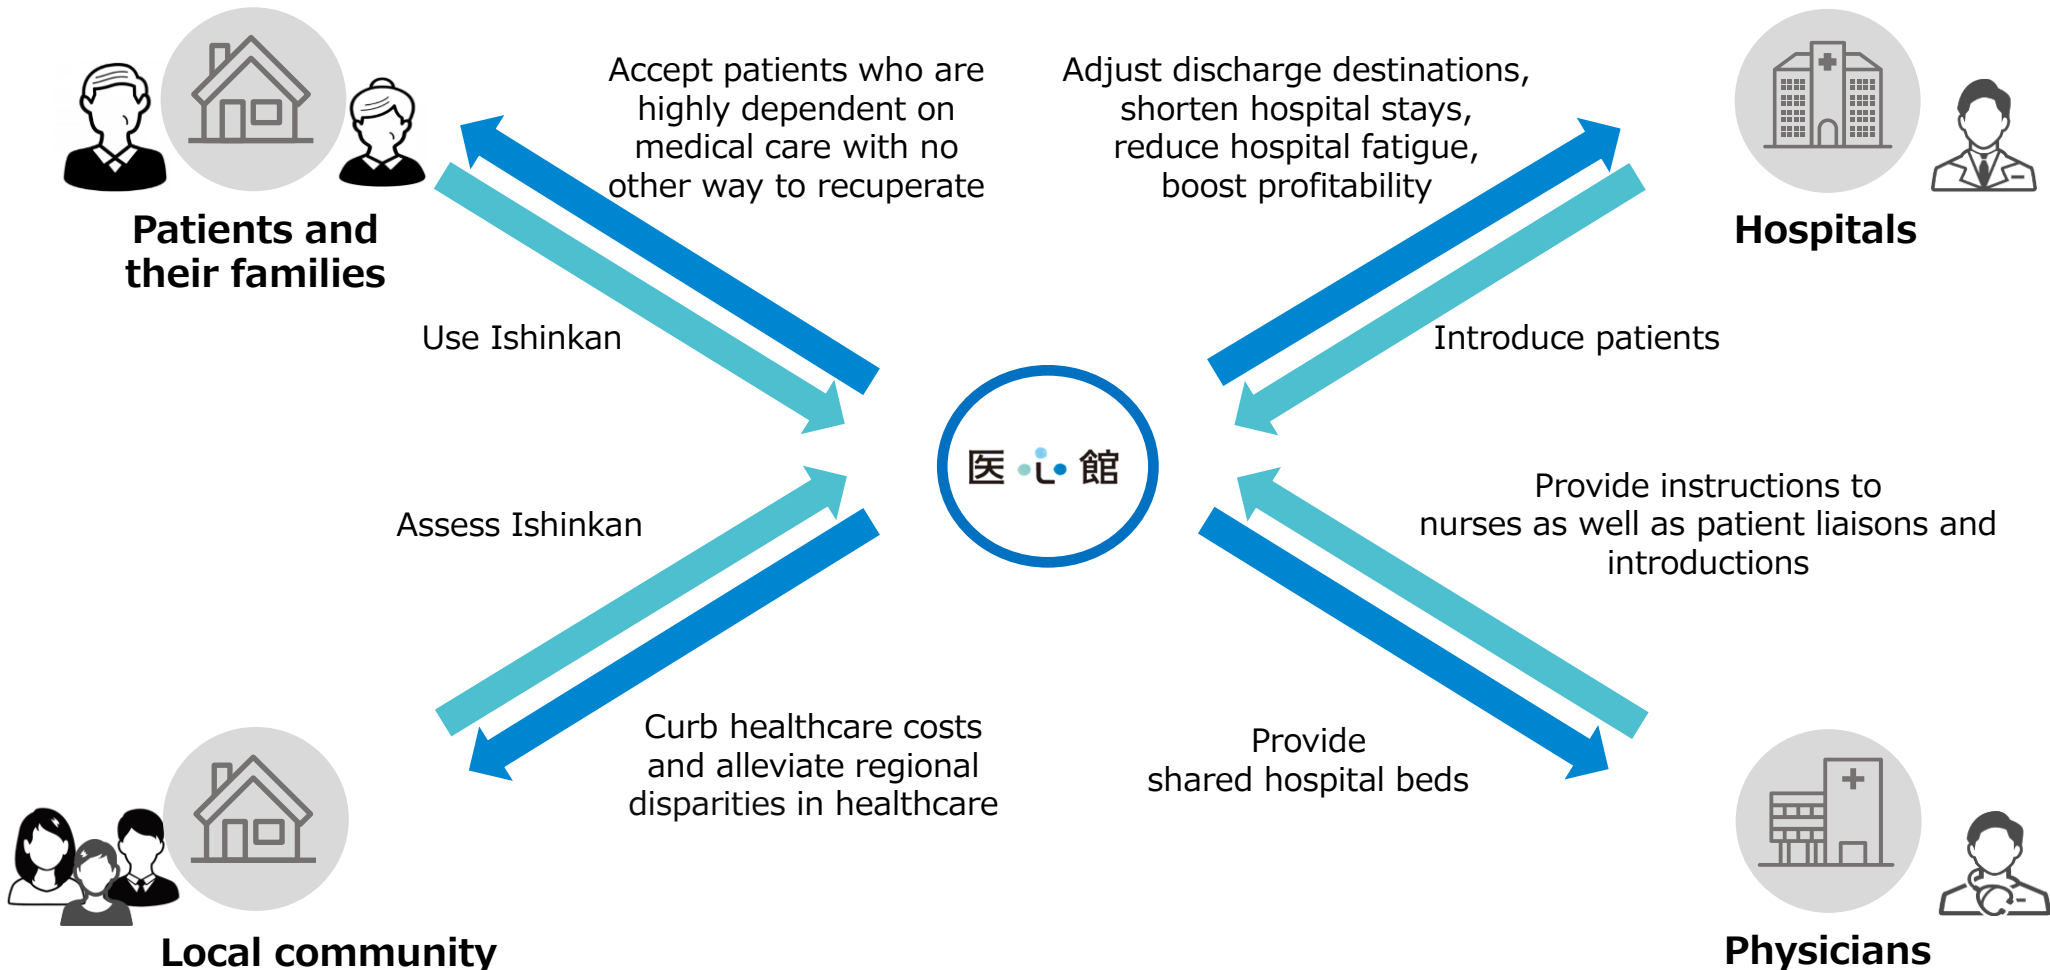 Accept patients who are
highly dependent on
medical care with no
other way to recuperate
Adjust discharge destinations,
shorten hospital stays,
reduce hospital fatigue,
boost profitability
Patients and
their families
Hospitals
Use Ishinkan
Introduce patients
医心館
Assess Ishinkan
Provide instructions to
nurses as well as patient liaisons and
introductions
Curb healthcare costs
and alleviate regional
disparities in healthcare
Provide
shared hospital beds
Local community
Physicians